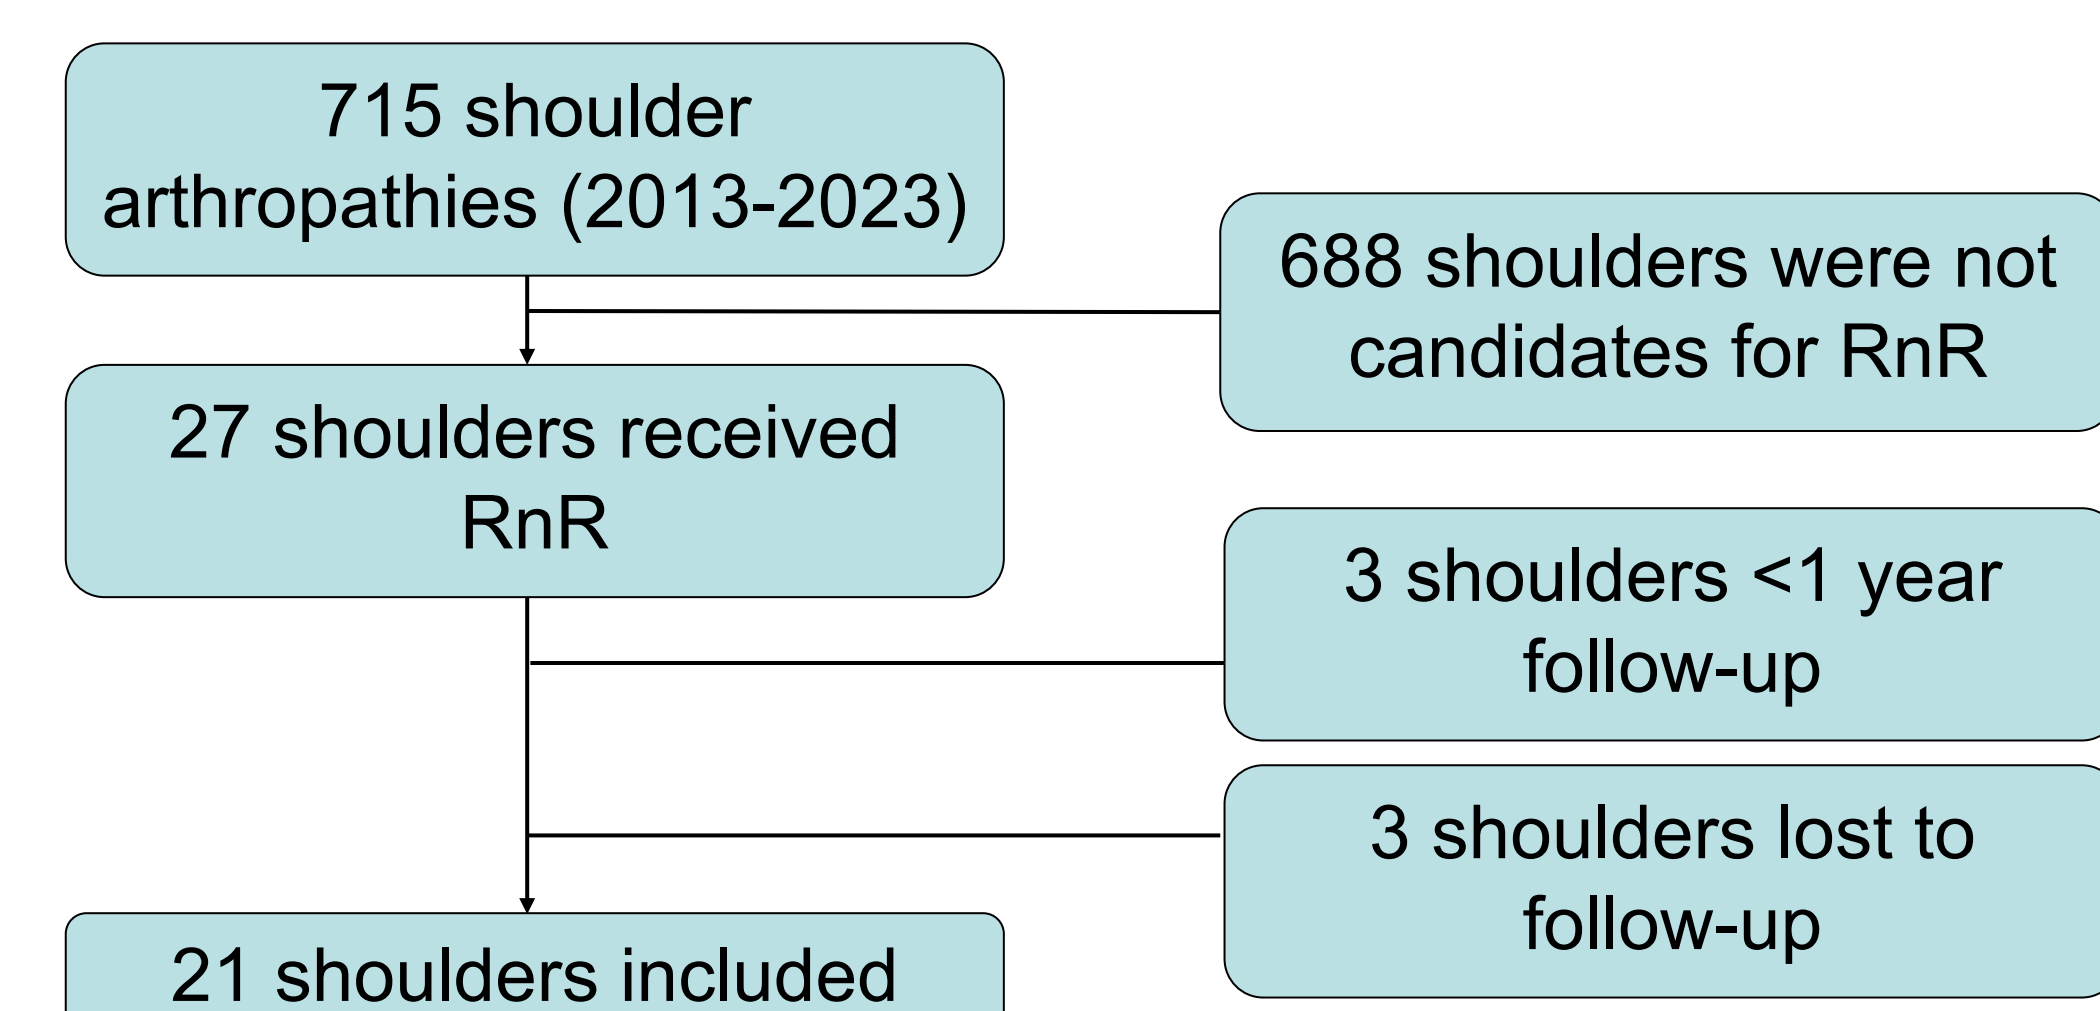 715 shoulder
arthropathies (2013-2023)
688 shoulders were not
candidates for RnR
27 shoulders received
RnR
3 shoulders <1 year
follow-up
3 shoulders lost to
follow-up
21 shoulders included